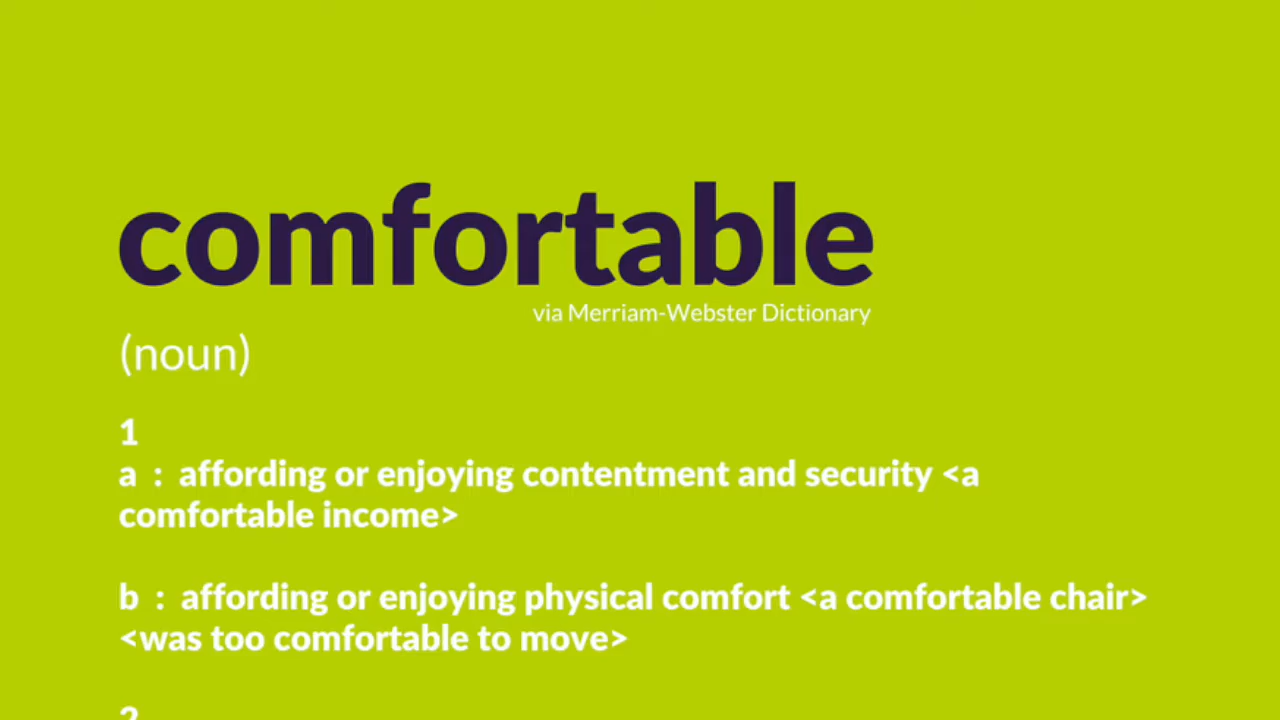 comfortable
via Merriam-Webster Dictionary
(noun)
1
a : affording or enjoying contentment and security <a
comfortable income>
b : affording or enjoying physical comfort <a comfortable chair>
<was too comfortable to move>
2